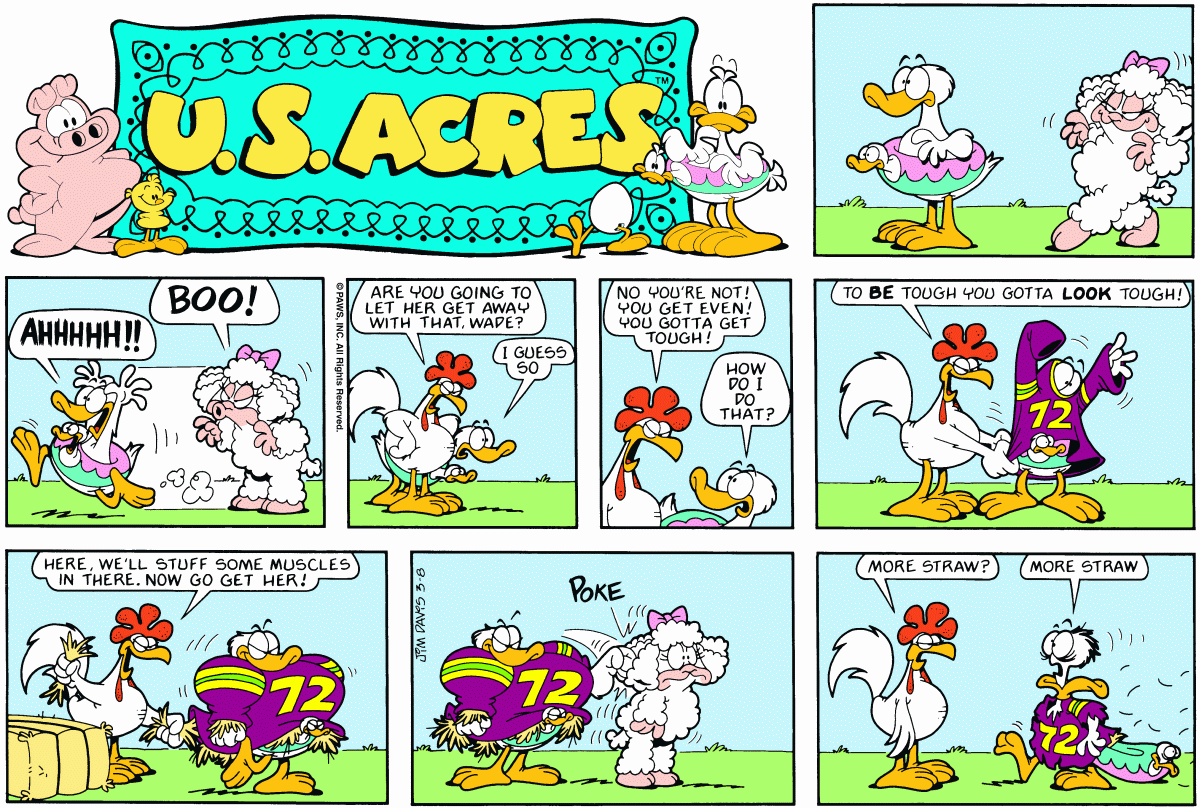 U.S. ACRES
TM
AHHHHH!!
BOO!
© PAWS, INC. All Rights Reserved.
ARE YOU GOING TO
LET HER GET AWAY
WITH THAT, WADE?
I GUESS
SO
NO YOU'RE NOT!
YOU GET EVEN!
YOU GOTTA GET
TOUGH!
HOW
DO I
DO
THAT?
TO BE TOUGH YOU GOTTA LOOK TOUGH!
72
HERE, WE'LL STUFF SOME MUSCLES
IN THERE. NOW GO GET HER!
72
JIM DAVIS 3-8
POKE
72
MORE STRAW?
MORE STRAW
72